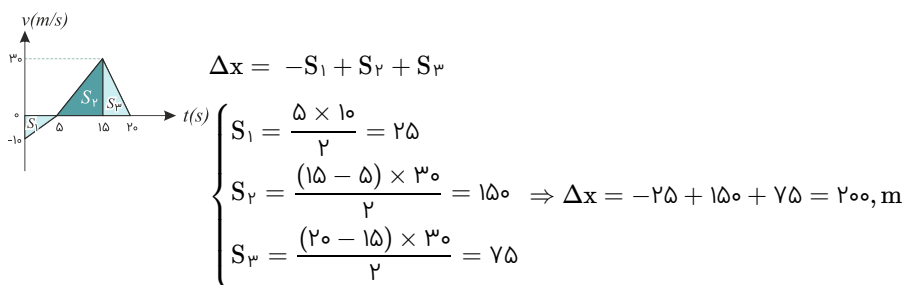 v(m/s)
۳۰
۰
-۱۰
S۱
S۲
S۳
۵
۱۵
۲۰
t(s)
Δx = -S۱ + S۲ + S۳
S۱ = (۵ × ۱۰)/۲ = ۲۵
S۲ = ((۱۵ - ۵) × ۳۰)/۲ = ۱۵۰ ⇒ Δx = -۲۵ + ۱۵۰ + ۷۵ = ۲۰۰, m
S۳ = ((۲۰ - ۱۵) × ۳۰)/۲ = ۷۵